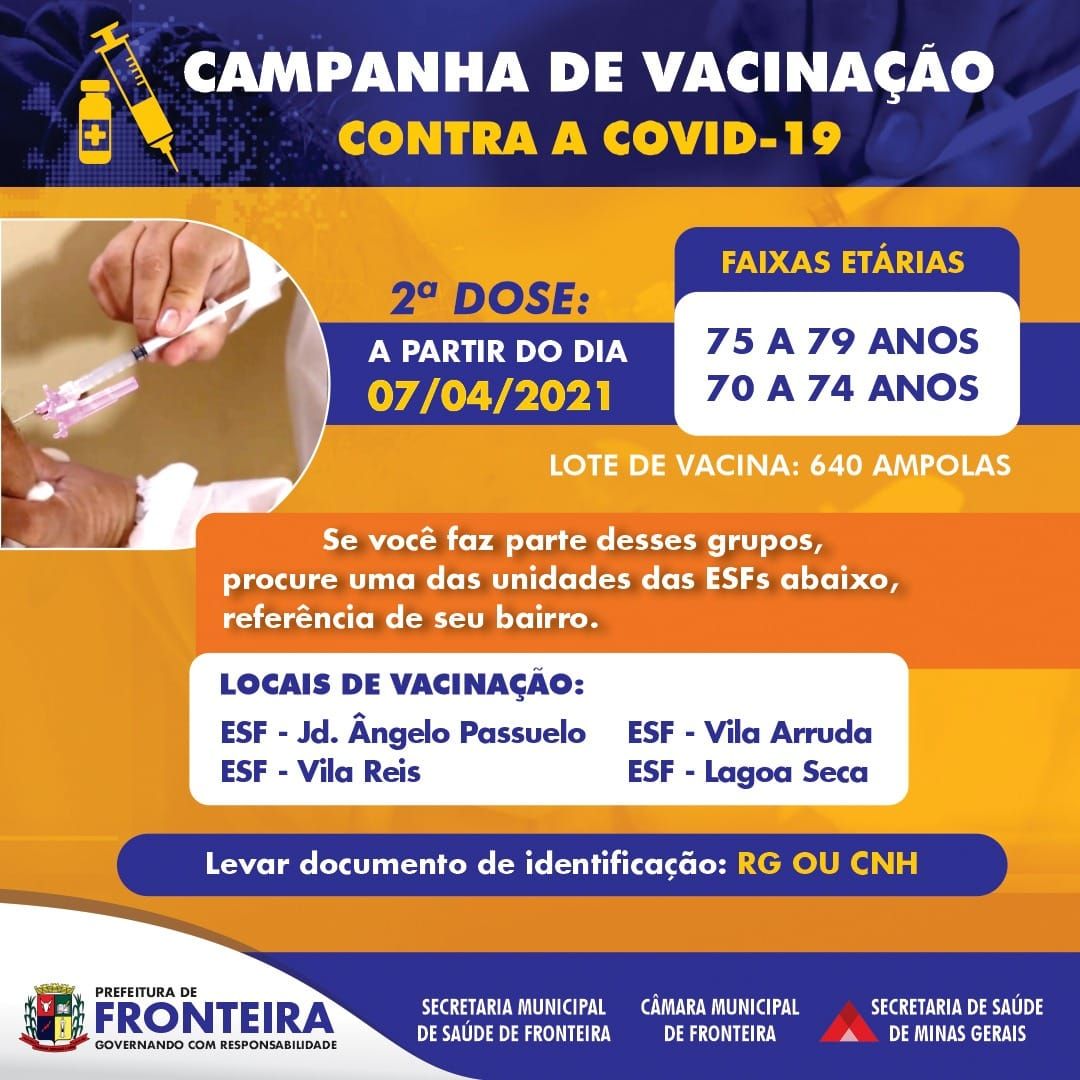 CAMPANHA DE VACINAÇÃO
CONTRA A COVID-19
2ª DOSE:
A PARTIR DO DIA
07/04/2021
FAIXAS ETÁRIAS
75 A 79 ANOS
70 A 74 ANOS
LOTE DE VACINA: 640 AMPOLAS
Se você faz parte desses grupos,
procure uma das unidades das ESFs abaixo,
referência de seu bairro.
LOCAIS DE VACINAÇÃO:
ESF - Jd. Ângelo Passuelo
ESF - Vila Arruda
ESF - Vila Reis
ESF - Lagoa Seca
Levar documento de identificação: RG OU CNH
PREFEITURA DE
FRONTEIRA
GOVERNANDO COM RESPONSABILIDADE
SECRETARIA MUNICIPAL
DE SAÚDE DE FRONTEIRA
CÂMARA MUNICIPAL
DE FRONTEIRA
SECRETARIA DE SAÚDE
DE MINAS GERAIS